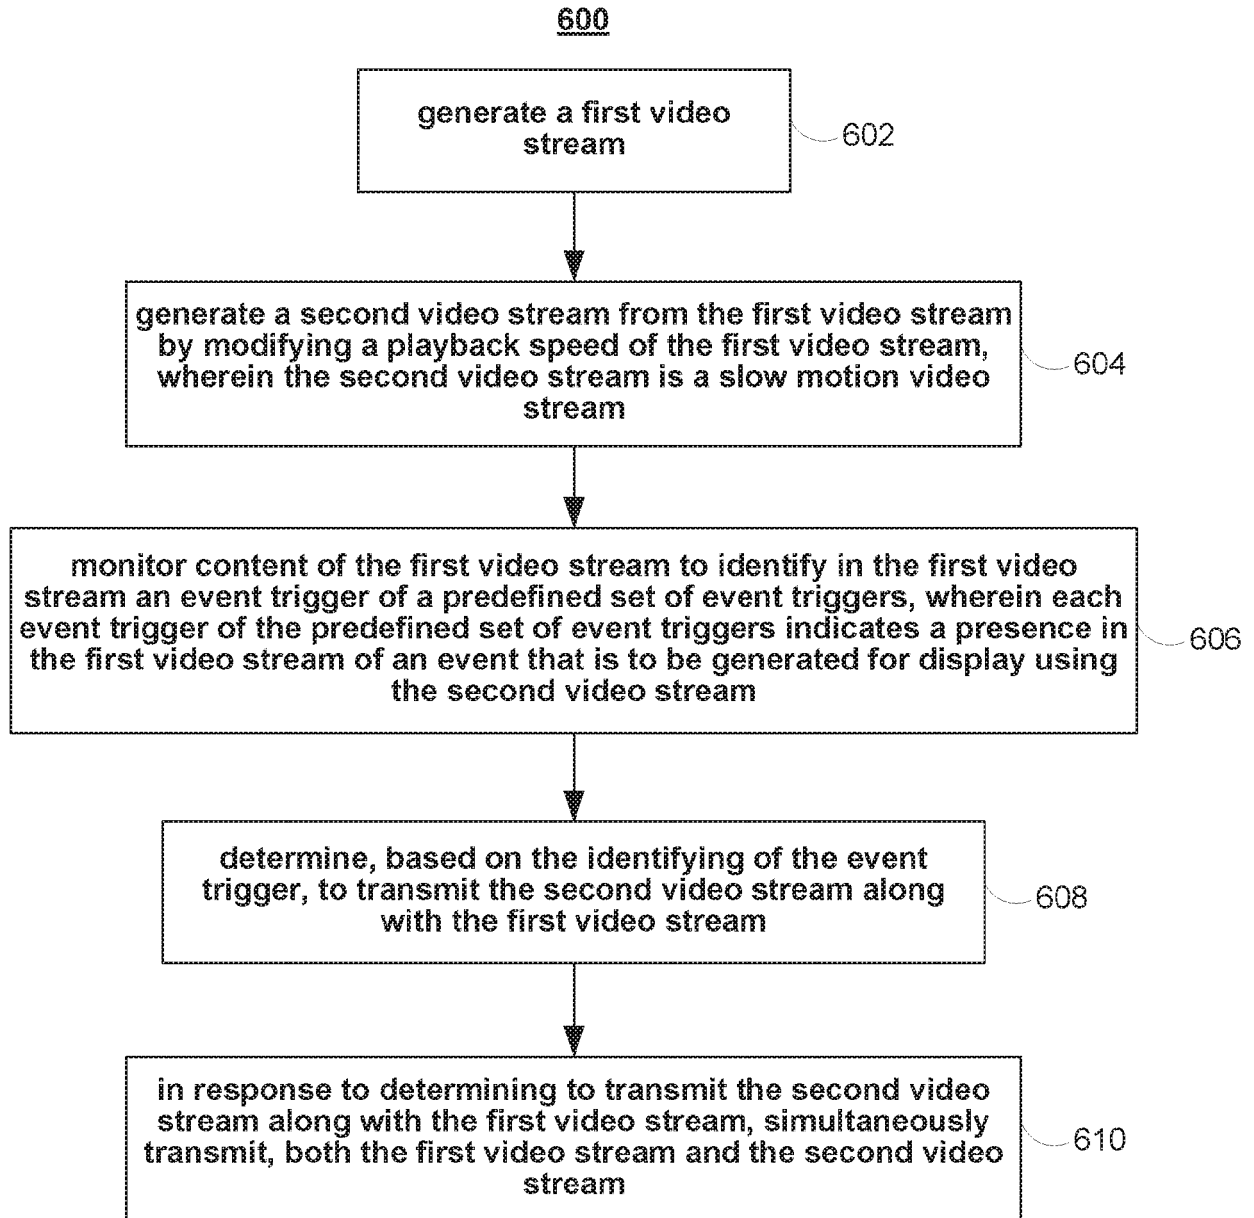 600
generate a first video
stream
602
generate a second video stream from the first video stream
by modifying a playback speed of the first video stream,
wherein the second video stream is a slow motion video
stream
604
monitor content of the first video stream to identify in the first video
stream an event trigger of a predefined set of event triggers, wherein each
event trigger of the predefined set of event triggers indicates a presence in
the first video stream of an event that is to be generated for display using
the second video stream
606
determine, based on the identifying of the event
trigger, to transmit the second video stream along
with the first video stream
608
in response to determining to transmit the second video
stream along with the first video stream, simultaneously
transmit, both the first video stream and the second video
stream
610